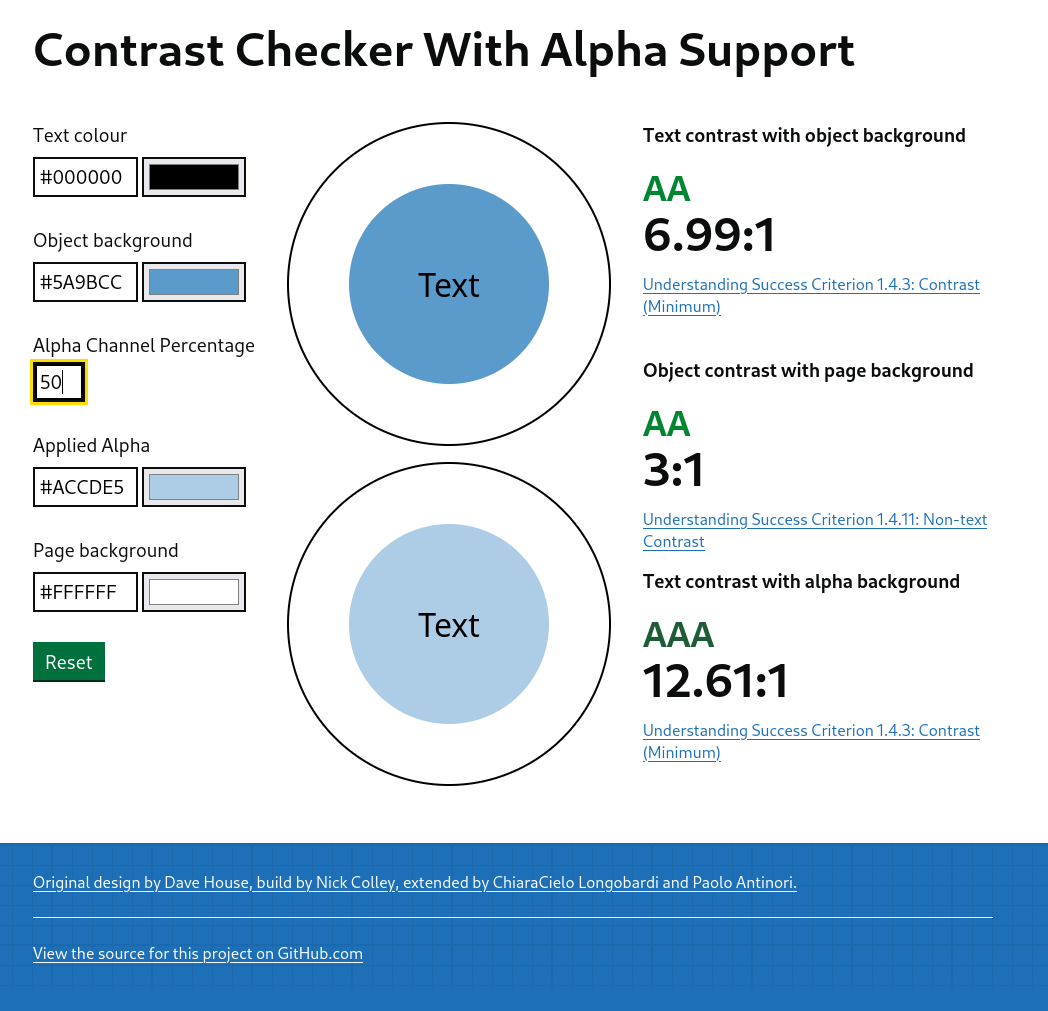 Contrast Checker With Alpha Support
Text colour
#000000
Object background
#5A9BCC
Alpha Channel Percentage
50
Applied Alpha
#ACCDE5
Page background
#FFFFFF
Reset
Text
Text
Text contrast with object background
AA
6.99:1
Understanding Success Criterion 1.4.3: Contrast
(Minimum)
Object contrast with page background
AA
3:1
Understanding Success Criterion 1.4.11: Non-text
Contrast
Text contrast with alpha background
AAA
12.61:1
Understanding Success Criterion 1.4.3: Contrast
(Minimum)
Original design by Dave House, build by Nick Colley, extended by ChiaraCielo Longobardi and Paolo Antinori.
View the source for this project on GitHub.com